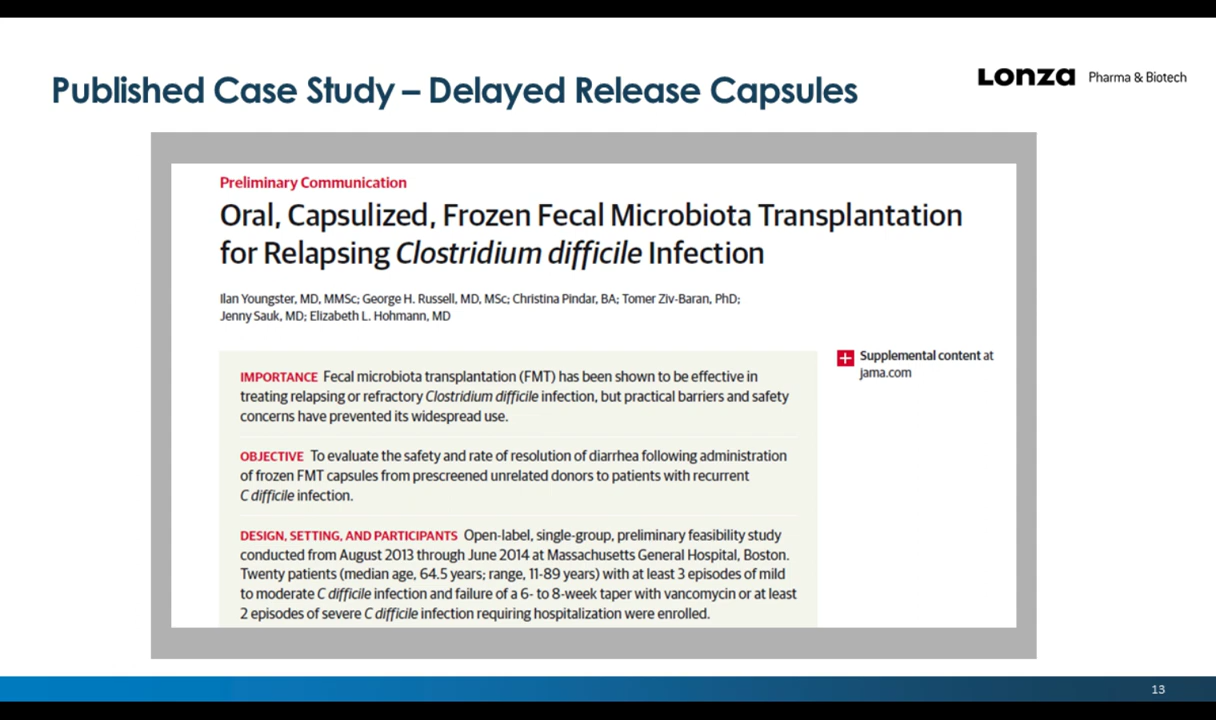 Published Case Study – Delayed Release Capsules
Lonza Pharma & Biotech
Preliminary Communication
Oral, Capsulized, Frozen Fecal Microbiota Transplantation
for Relapsing Clostridium difficile Infection
Ilan Youngster, MD, MMSc; George H. Russell, MD, MSc; Christina Pindar, BA; Tomer Ziv-Baran, PhD;
Jenny Sauk, MD; Elizabeth L. Hohmann, MD
Supplemental content at
jama.com
IMPORTANCE Fecal microbiota transplantation (FMT) has been shown to be effective in
treating relapsing or refractory Clostridium difficile infection, but practical barriers and safety
concerns have prevented its widespread use.
OBJECTIVE To evaluate the safety and rate of resolution of diarrhea following administration
of frozen FMT capsules from prescreened unrelated donors to patients with recurrent
C difficile infection.
DESIGN, SETTING, AND PARTICIPANTS Open-label, single-group, preliminary feasibility study
conducted from August 2013 through June 2014 at Massachusetts General Hospital, Boston.
Twenty patients (median age, 64.5 years; range, 11-89 years) with at least 3 episodes of mild
to moderate C difficile infection and failure of a 6- to 8-week taper with vancomycin or at least
2 episodes of severe C difficile infection requiring hospitalization were enrolled.
13